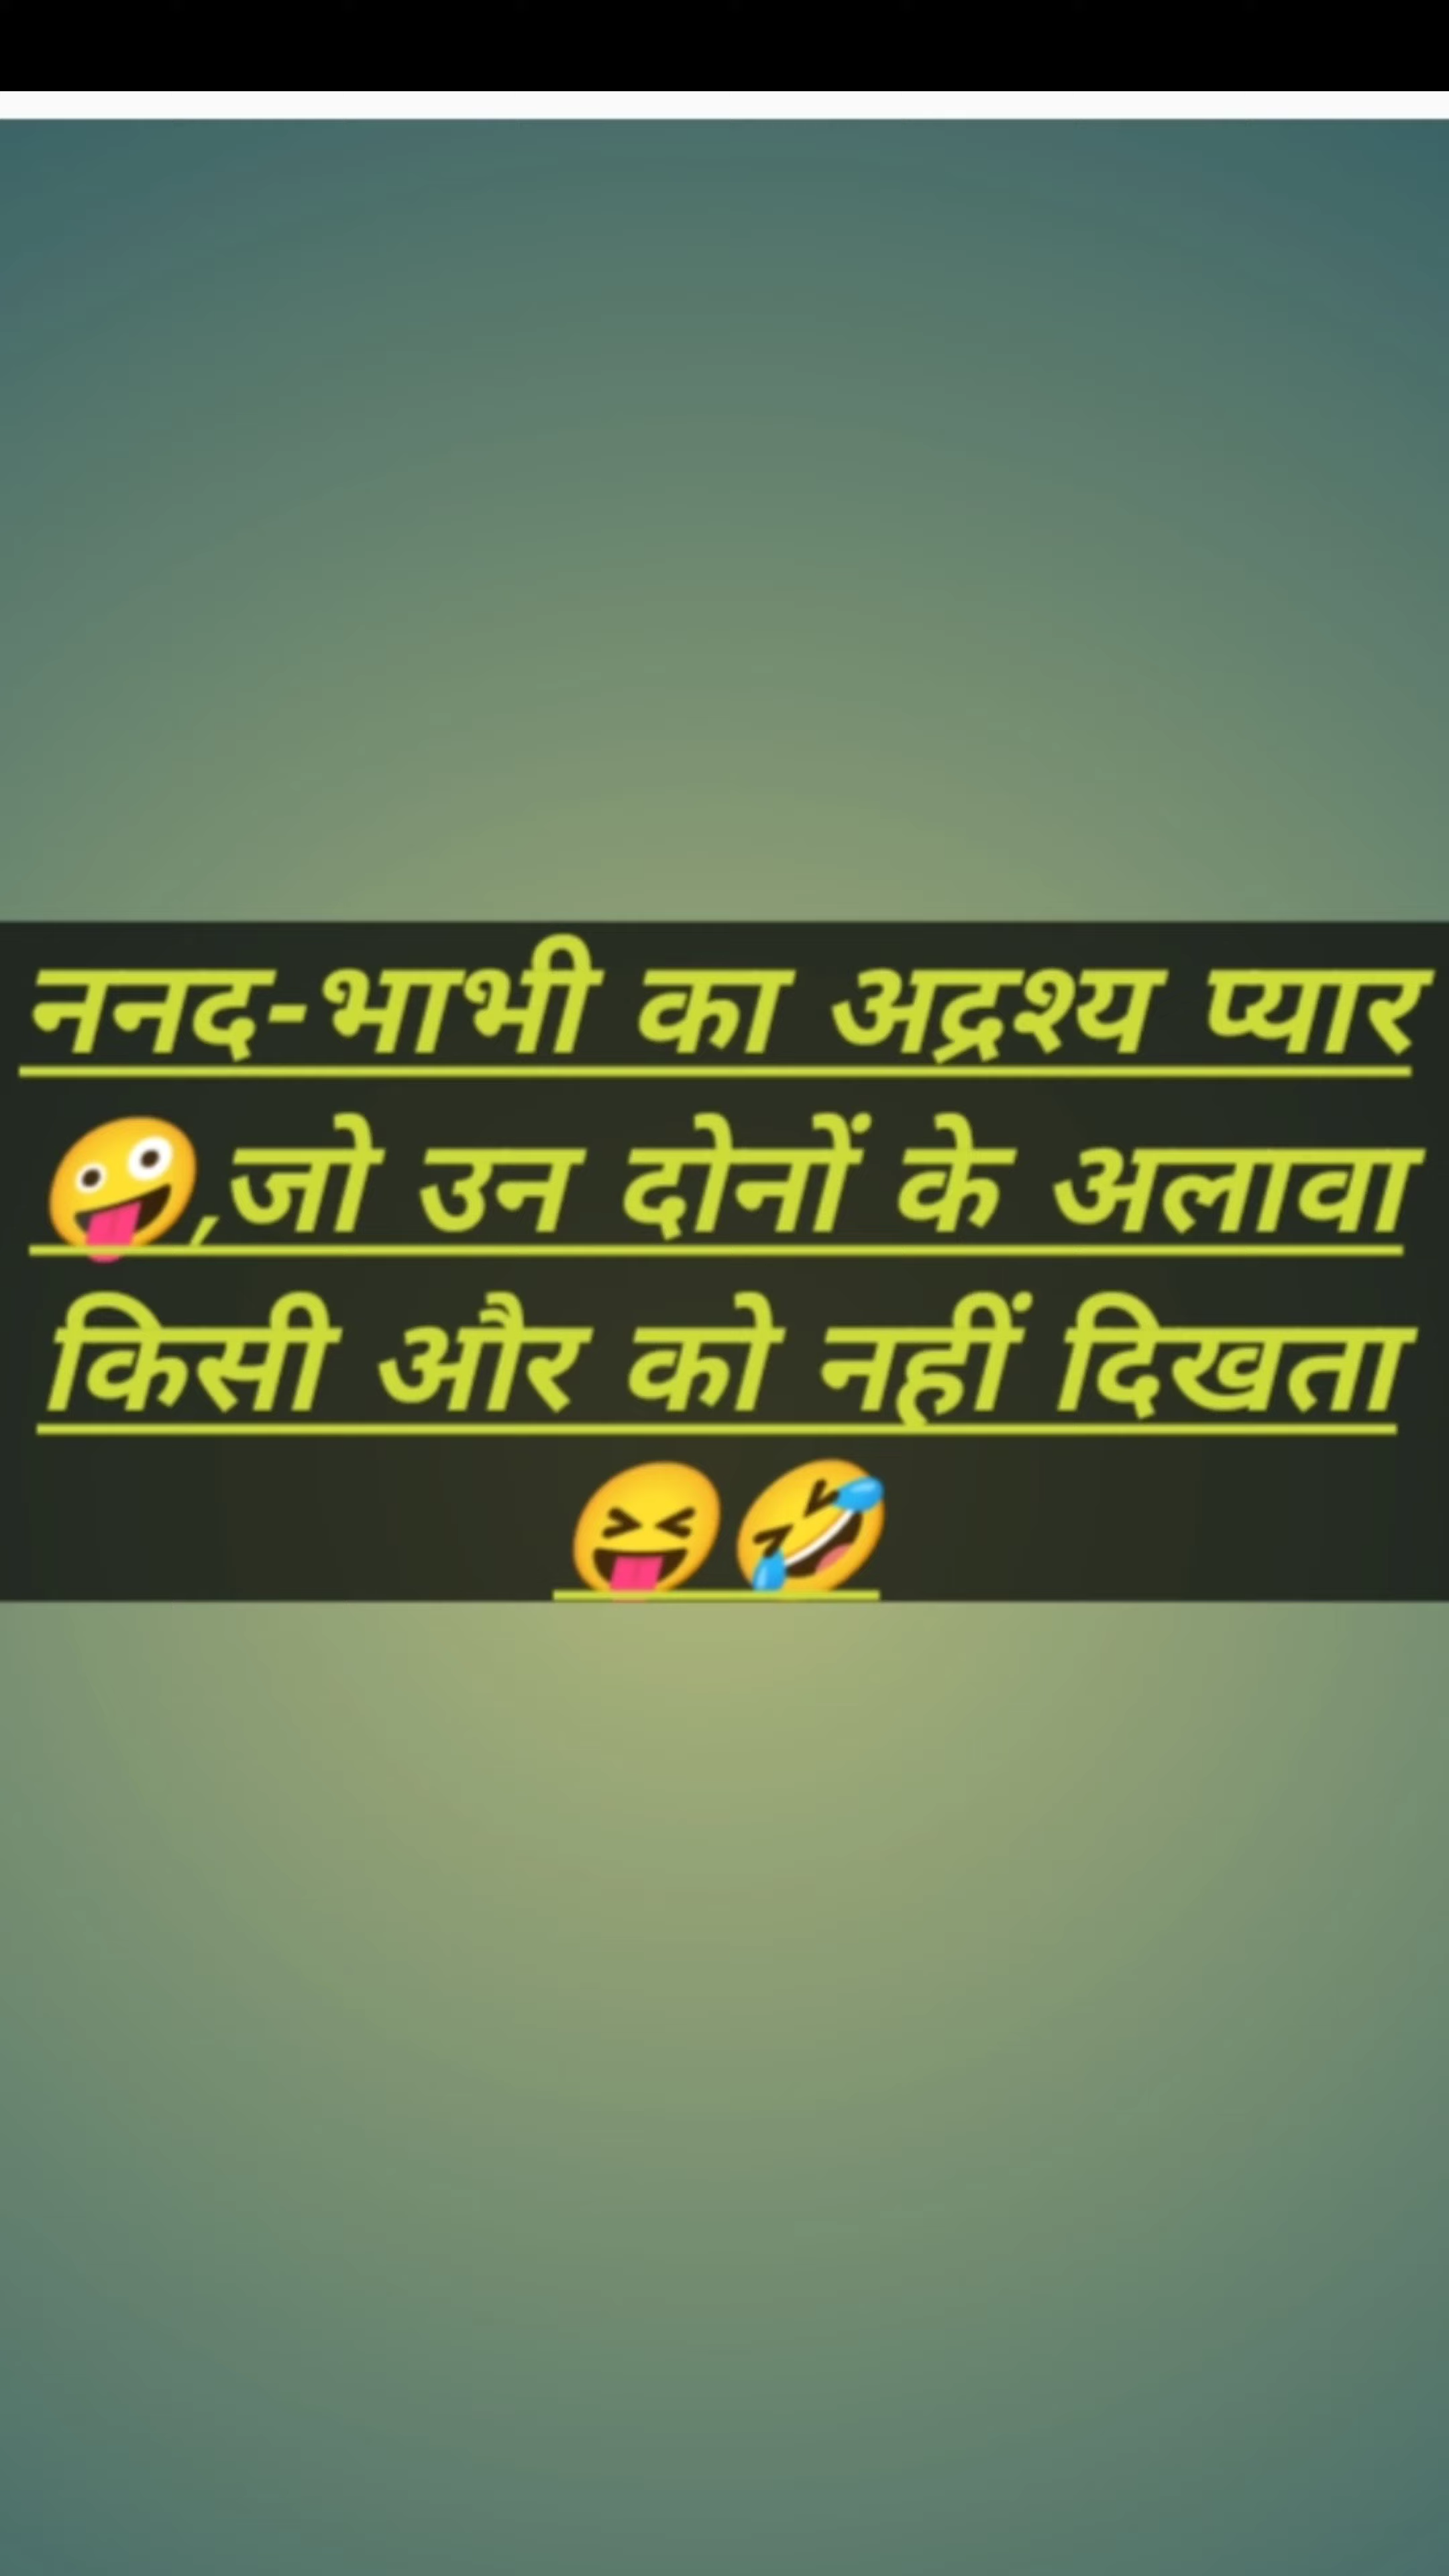 ननद-भाभी का अद्रश्य प्यार
🤪,जो उन दोनों के अलावा
किसी और को नहीं दिखता
😝🤣